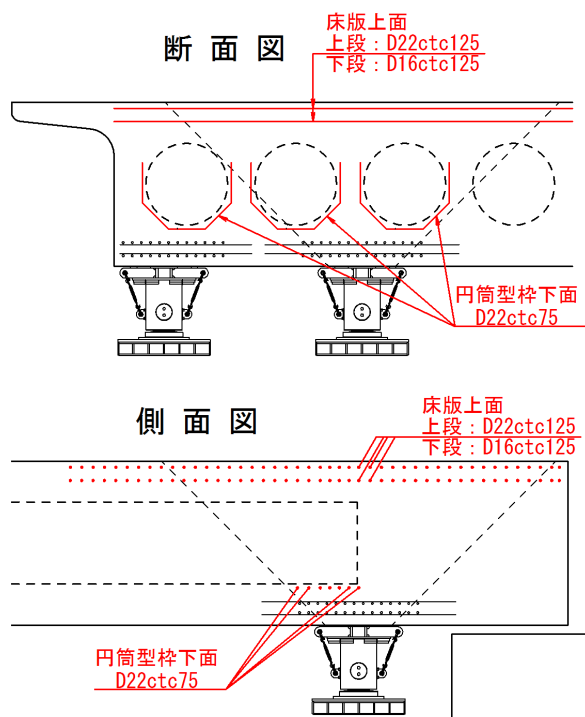 断面図
床版上面
上段：D22ctc125
下段：D16ctc125
円筒型枠下面
D22ctc75
側面図
床版上面
上段：D22ctc125
下段：D16ctc125
円筒型枠下面
D22ctc75